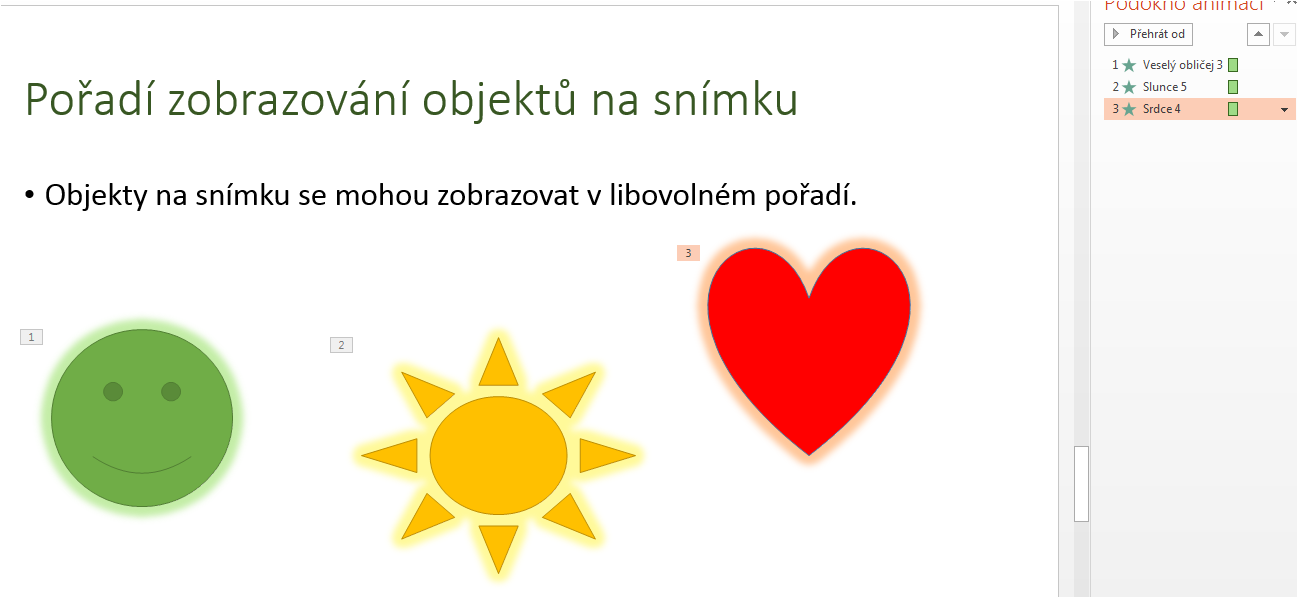 Podokno animací
Přehrát od
1 Veselý obličej 3
2 Slunce 5
3 Srdce 4
Pořadí zobrazování objektů na snímku
• Objekty na snímku se mohou zobrazovat v libovolném pořadí.
3
1
2